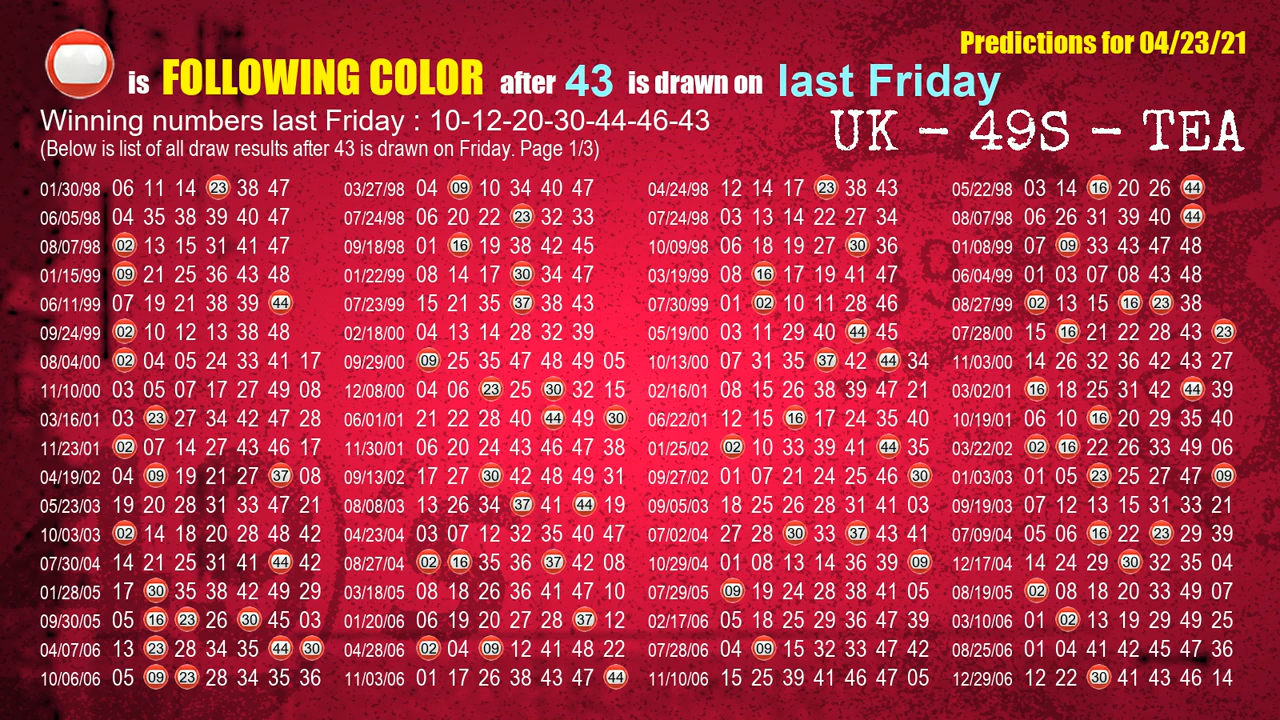 Predictions for 04/23/21
is FOLLOWING COLOR after 43 is drawn on last Friday
Winning numbers last Friday : 10-12-20-30-44-46-43
UK - 49S - TEA
(Below is list of all draw results after 43 is drawn on Friday. Page 1/3)
01/30/98 06 11 14 23 38 47 03/27/98 04 09 10 34 40 47 04/24/98 12 14 17 23 38 43 05/22/98 03 14 16 20 26 44
06/05/98 04 35 38 39 40 47 07/24/98 06 20 22 23 32 33 07/24/98 03 13 14 22 27 34 08/07/98 06 26 31 39 40 44
08/07/98 02 13 15 31 41 47 09/18/98 01 16 19 38 42 45 10/09/98 06 18 19 27 30 36 01/08/99 07 09 33 43 47 48
01/15/99 09 21 25 36 43 48 01/22/99 08 14 17 30 34 47 03/19/99 08 16 17 19 41 47 06/04/99 01 03 07 08 43 48
06/11/99 07 19 21 38 39 44 07/23/99 15 21 35 37 38 43 07/30/99 01 02 10 11 28 46 08/27/99 02 13 15 16 23 38
09/24/99 02 10 12 13 38 48 02/18/00 04 13 14 28 32 39 05/19/00 03 11 29 40 44 45 07/28/00 15 16 21 22 28 43 23
08/04/00 02 04 05 24 33 41 17 09/29/00 09 25 35 47 48 49 05 10/13/00 07 31 35 37 42 44 34 11/03/00 14 26 32 36 42 43 27
11/10/00 03 05 07 17 27 49 08 12/08/00 04 06 23 25 30 32 15 02/16/01 08 15 26 38 39 47 21 03/02/01 16 18 25 31 42 44 39
03/16/01 03 23 27 34 42 47 28 06/01/01 21 22 28 40 44 49 30 06/22/01 12 15 16 17 24 35 40 10/19/01 06 10 16 20 29 35 40
11/23/01 02 07 14 27 43 46 17 11/30/01 06 20 24 43 46 47 38 01/25/02 02 10 33 39 41 44 35 03/22/02 02 16 22 26 33 49 06
04/19/02 04 09 19 21 27 37 08 09/13/02 17 27 30 42 48 49 31 09/27/02 01 07 21 24 25 46 30 01/03/03 01 05 23 25 27 47 09
05/23/03 19 20 28 31 33 47 21 08/08/03 13 26 34 37 41 44 19 09/05/03 18 25 26 28 31 41 03 09/19/03 07 12 13 15 31 33 21
10/03/03 02 14 18 20 28 48 42 04/23/04 03 07 12 32 35 40 47 07/02/04 27 28 30 33 37 43 41 07/09/04 05 06 16 22 23 29 39
07/30/04 14 21 25 31 41 44 42 08/27/04 02 16 35 36 37 42 08 10/29/04 01 08 13 14 36 39 09 12/17/04 14 24 29 30 32 35 04
01/28/05 17 30 35 38 42 49 29 03/18/05 08 18 26 36 41 47 10 07/29/05 09 19 24 28 38 41 05 08/19/05 02 08 18 20 33 49 07
09/30/05 05 16 23 26 30 45 03 01/20/06 06 19 20 27 28 37 12 02/17/06 05 18 25 29 36 47 39 03/10/06 01 02 13 19 29 49 25
04/07/06 13 23 28 34 35 44 30 04/28/06 02 04 09 12 41 48 22 07/28/06 04 09 15 32 33 47 42 08/25/06 01 04 41 42 45 47 36
10/06/06 05 09 23 28 34 35 36 11/03/06 01 17 26 38 43 47 44 11/10/06 15 25 39 41 46 47 05 12/29/06 12 22 30 41 43 46 14